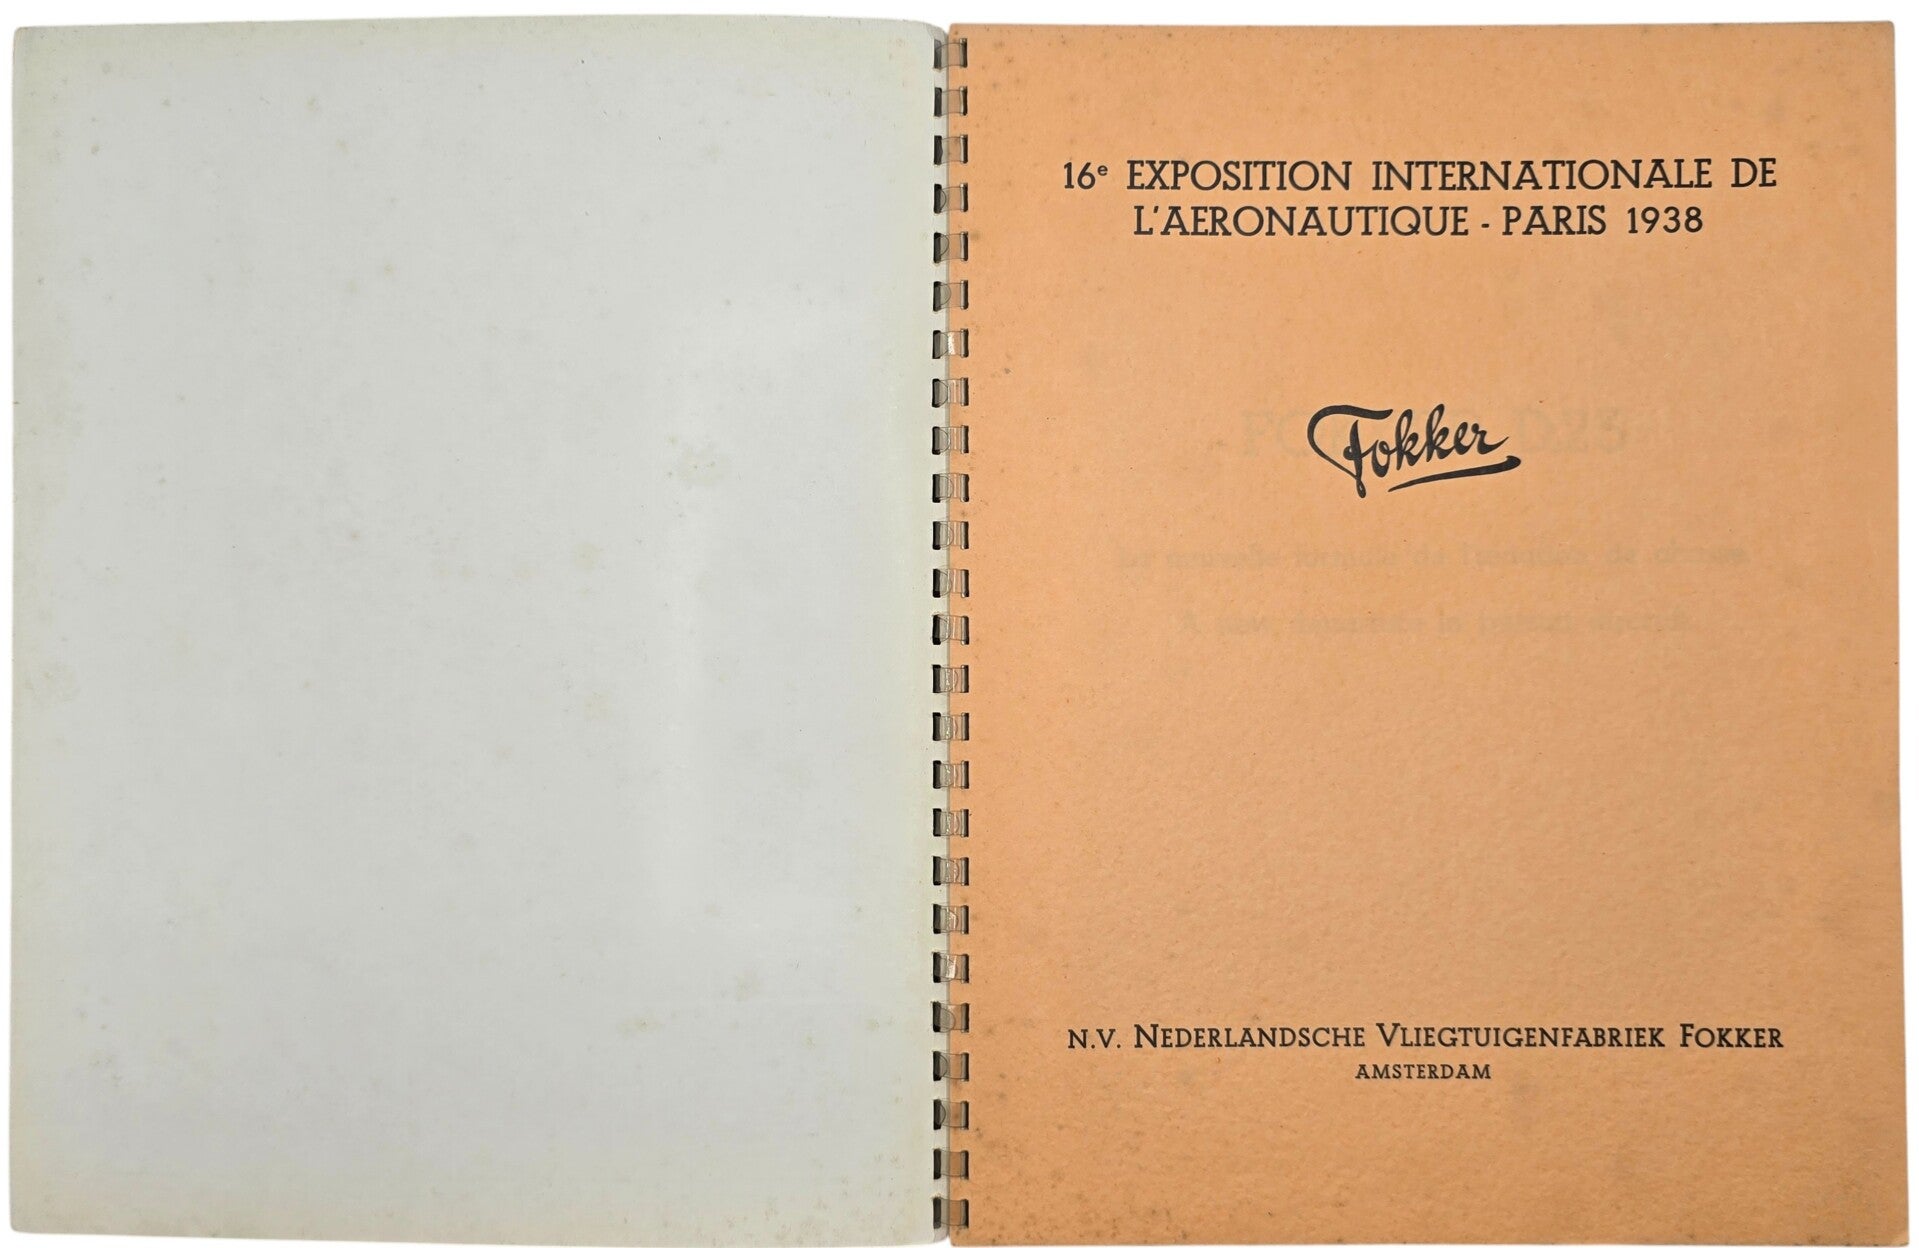 16e EXPOSITION INTERNATIONALE DE
L'AERONAUTIQUE - PARIS 1938
Fokker
N.V. NEDERLANDSCHE VLIEGTUIGENFABRIEK FOKKER
AMSTERDAM